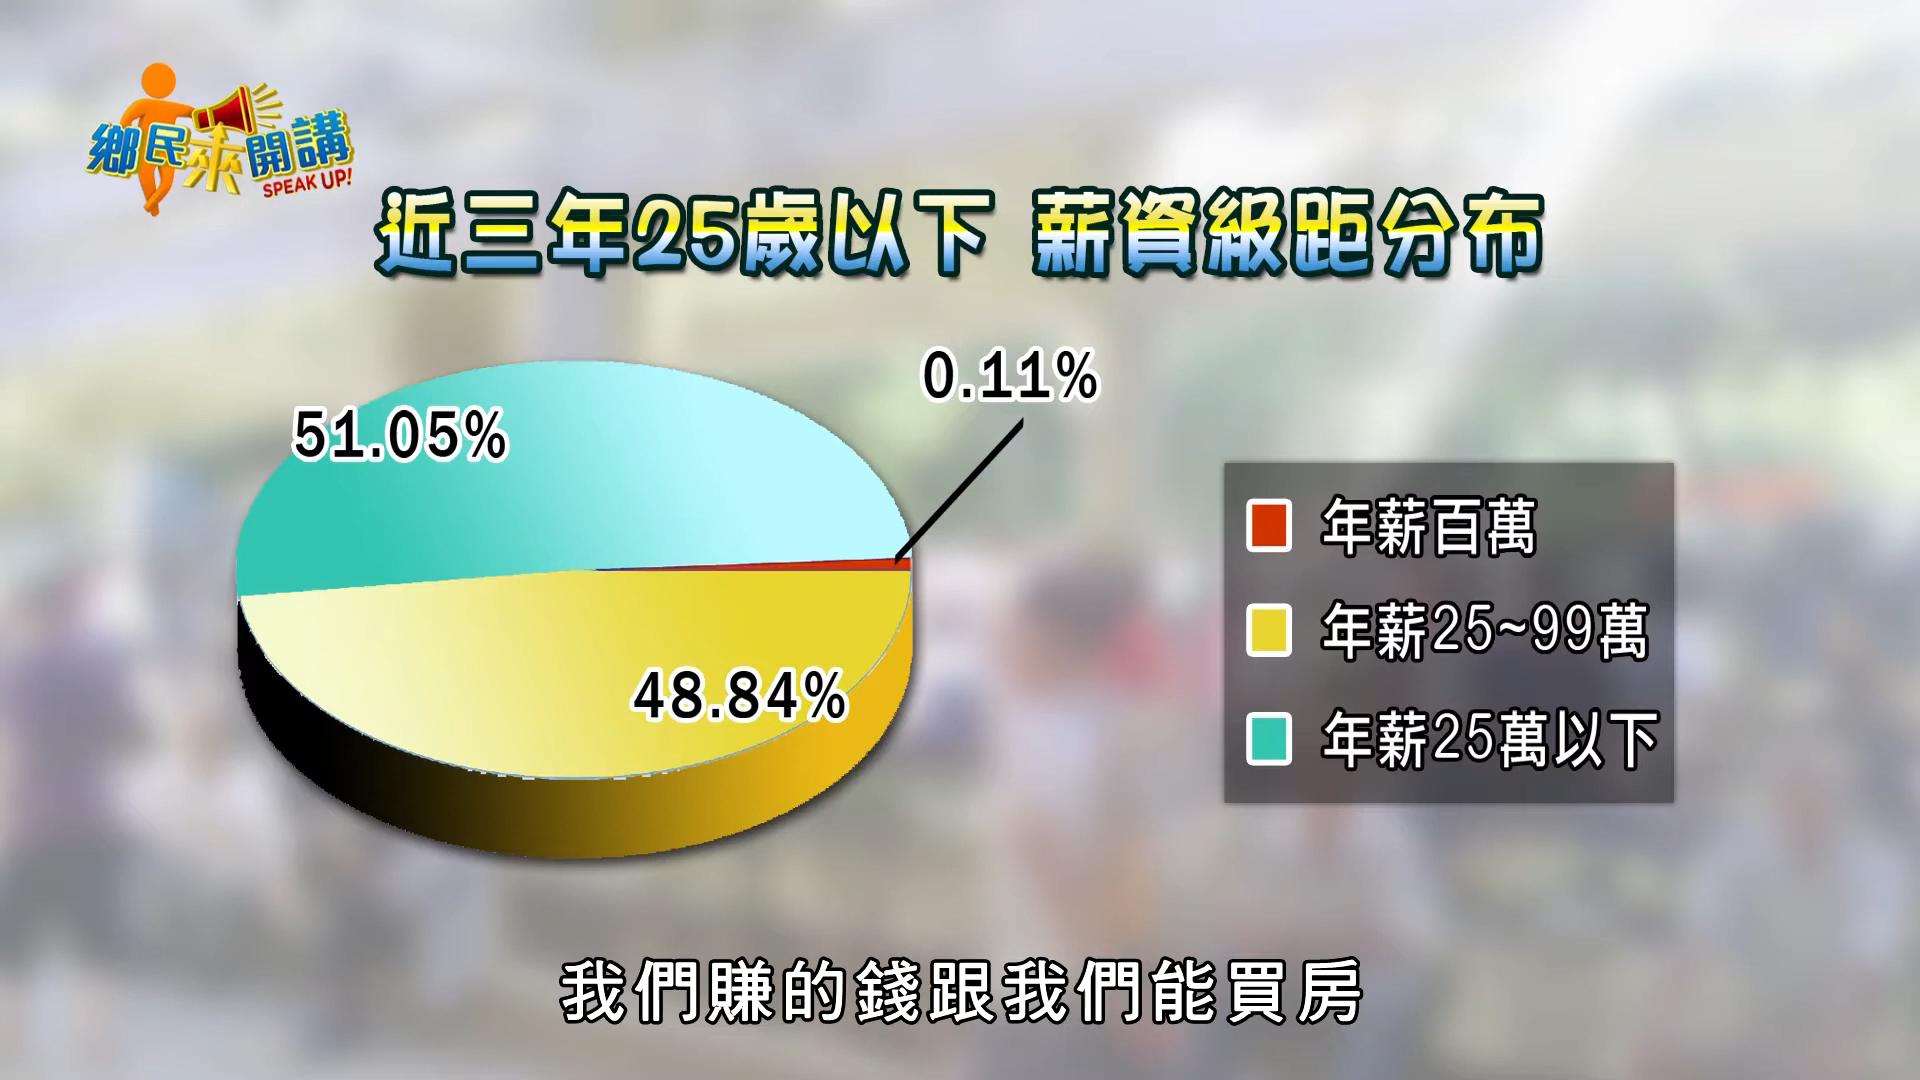 鄉民來開講
SPEAK UP!
近三年25歲以下 薪資級距分布
0.11%
51.05%
48.84%
年薪百萬
年薪25~99萬
年薪25萬以下
我們賺的錢跟我們能買房